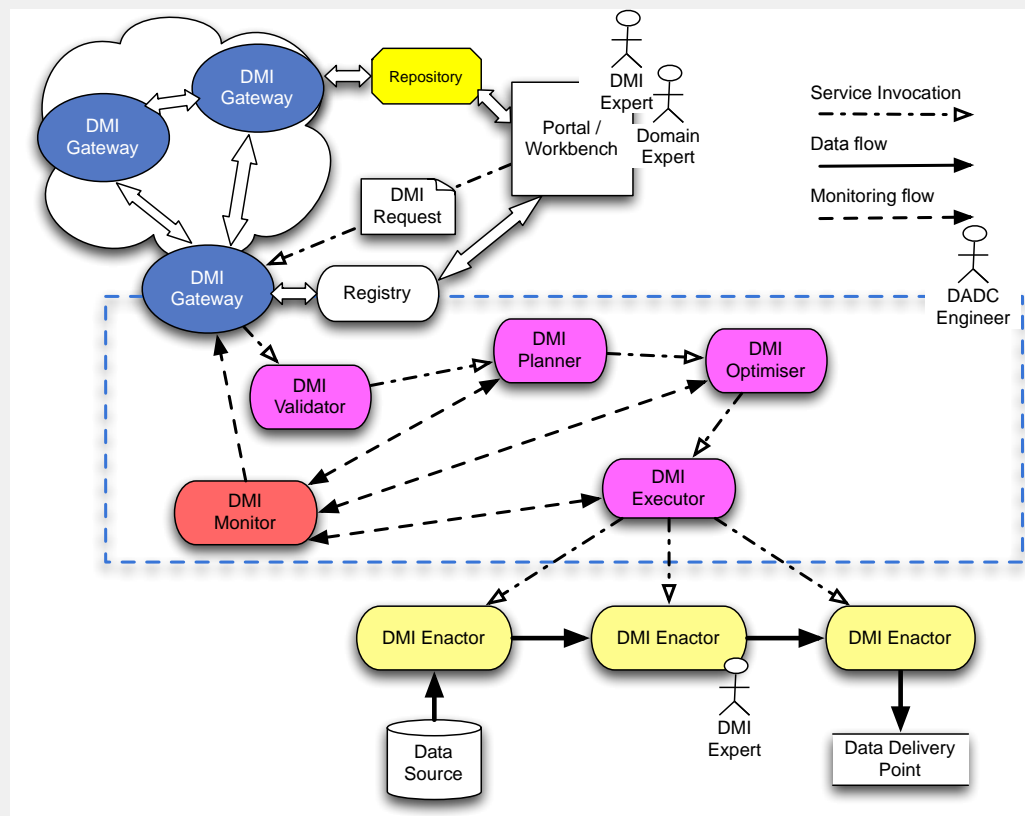 DMI
Expert
DMI
Gateway
Repository
DMI
Gateway
Portal /
Workbench
Domain
Expert
Service Invocation
Data flow
Monitoring flow
DMI
Request
DMI
Gateway
Registry
DADC
Engineer
DMI
Validator
DMI
Planner
DMI
Optimiser
DMI
Monitor
DMI
Executor
DMI Enactor
DMI Enactor
DMI Enactor
Data
Source
DMI
Expert
Data Delivery
Point